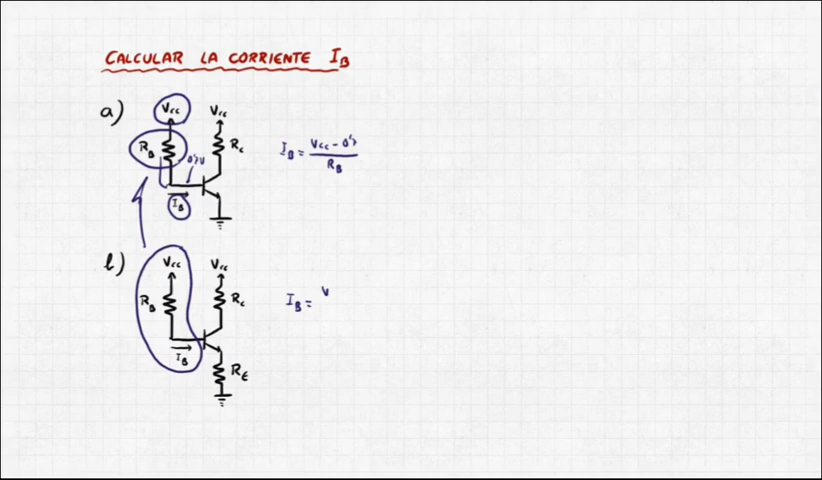 CALCULAR LA CORRIENTE I_B
a)
Vcc
Vcc
R_B
R_C
0'7V
I_B
I_B = Vcc - 0'7
R_B
b)
Vcc
Vcc
R_B
R_C
I_B = V
I_B
R_E